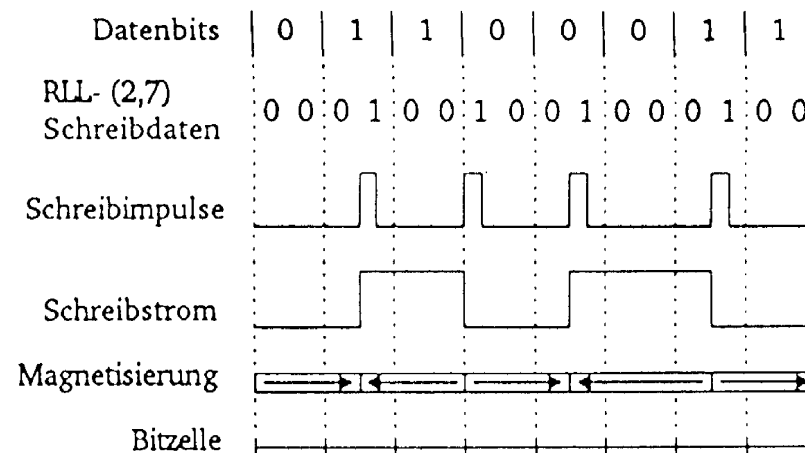 Datenbits | 0 | 1 | 1 | 0 | 0 | 0 | 1 | 1
RLL- (2,7)
Schreibdaten 0 0 0 1 0 0 1 0 0 1 0 0 0 1 0 0
Schreibimpulse
Schreibstrom
Magnetisierung
Bitzelle